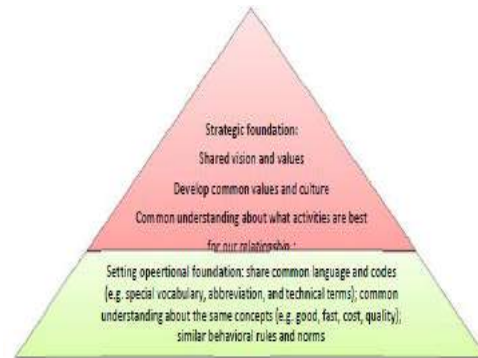 Strategic foundation:
Shared vision and values
Develop common values and culture
Common understanding about what activities are best
for our relationship :
Setting opeertional foundation: share common language and codes
(e.g. special vocabulary, abbreviation, and technical terms); common
understanding about the same concepts (e.g. good, fast, cost, quality);
similar behavioral rules and norms